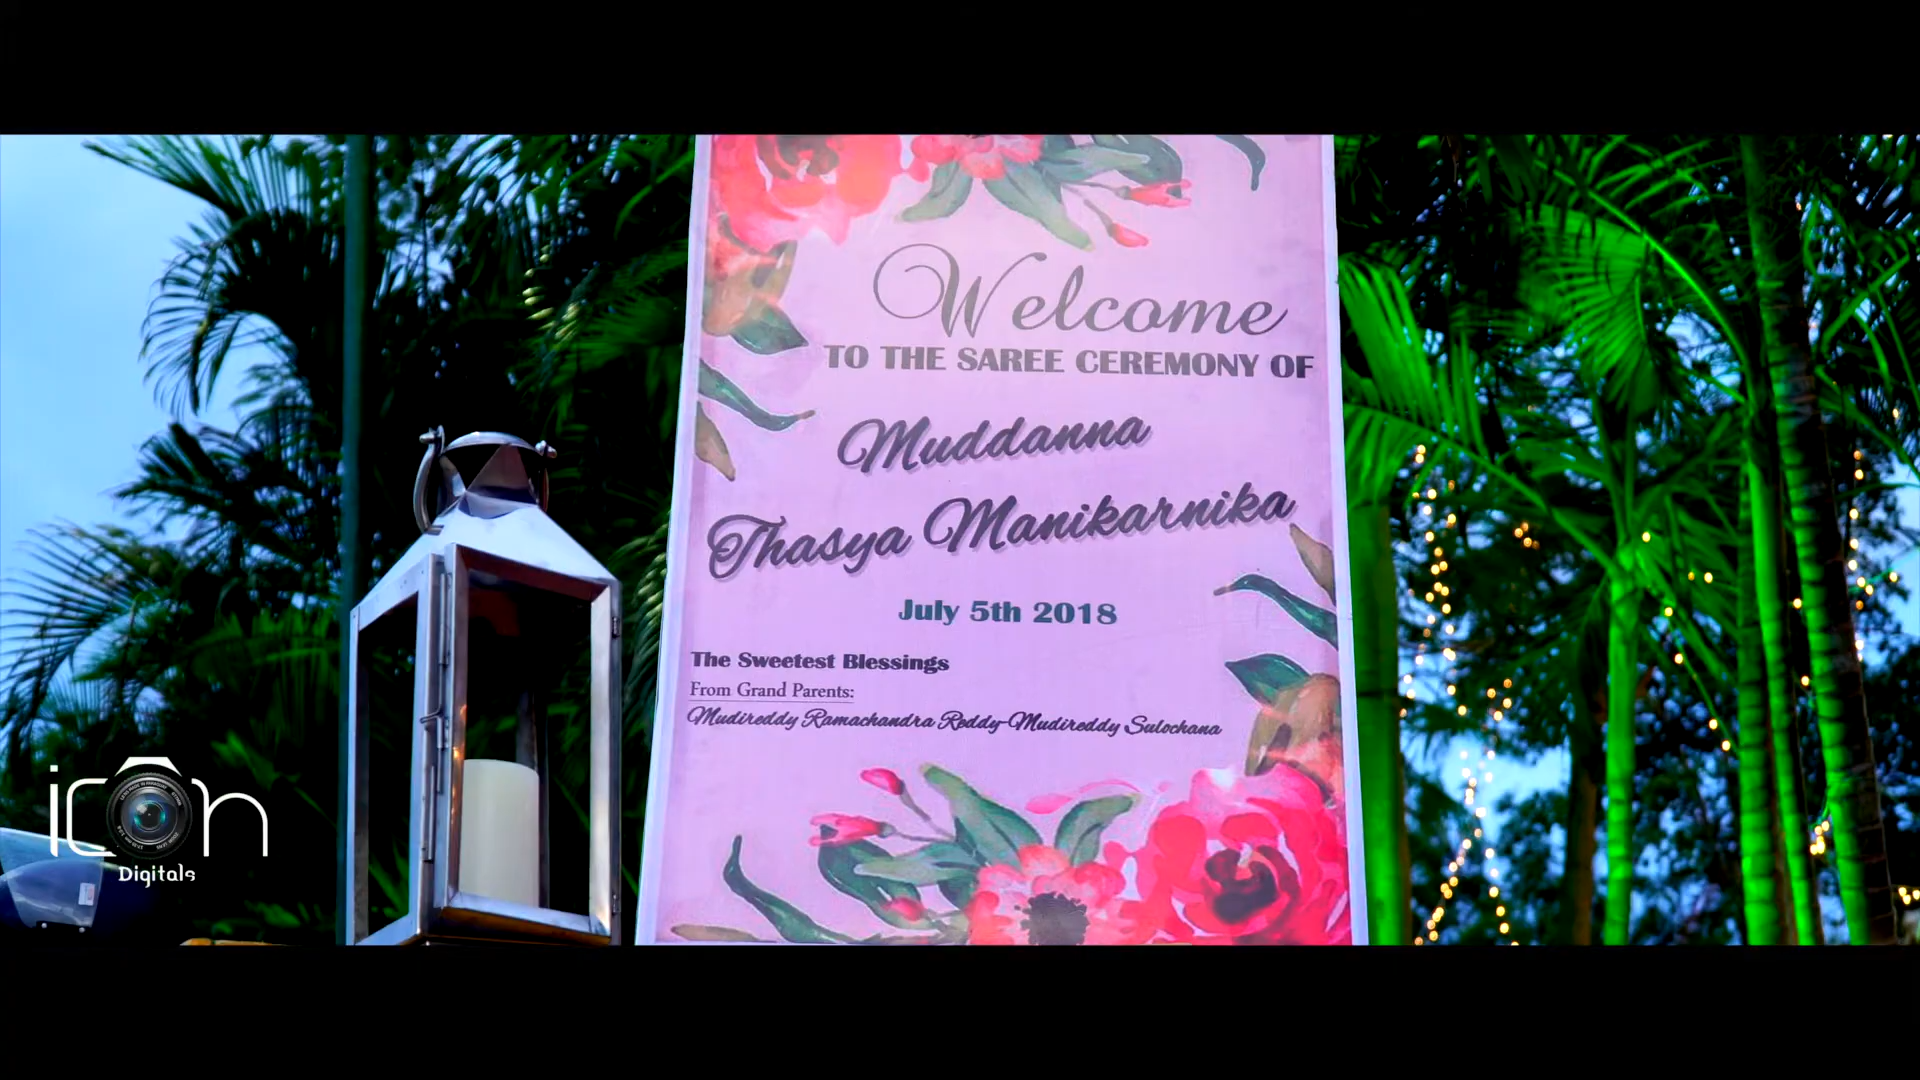 Welcome
TO THE SAREE CEREMONY OF
Muddanna
Thasya Manikarnika
July 5th 2018
The Sweetest Blessings
From Grand Parents:
Mudireddy Ramachandra Reddy-Mudireddy Sulochana
icon
Digitals